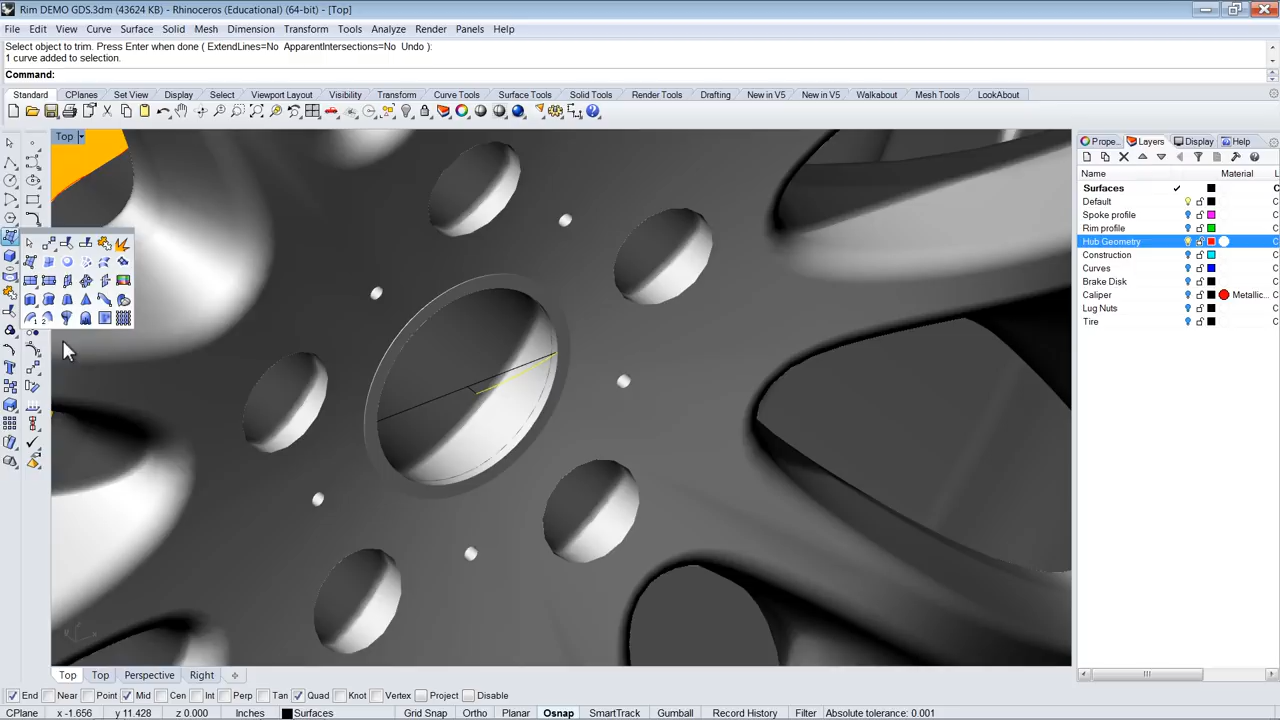 Rim DEMO GDS.3dm (43624 KB) - Rhinoceros (Educational) (64-bit) - [Top]
File Edit View Curve Surface Solid Mesh Dimension Transform Tools Analyze Render Panels Help
Select object to trim. Press Enter when done ( ExtendLines=No ApparentIntersections=No Undo ):
1 curve added to selection.
Command:
Standard CPlanes Set View Display Select Viewport Layout Visibility Transform Curve Tools Surface Tools Solid Tools Render Tools Drafting New in V5 New in V5 Walkabout Mesh Tools LookAbout
Top
Prope... Layers Display Help
Name Material L
Surfaces C
Default C
Spoke profile C
Rim profile C
Hub Geometry C
Construction C
Curves C
Brake Disk C
Caliper Metallic... C
Lug Nuts C
Tire C
1 2
Top Top Perspective Right
End Near Point Mid Cen Int Perp Tan Quad Knot Vertex Project Disable
CPlane x -1.656 y 11.428 z 0.000 Inches Surfaces Grid Snap Ortho Planar Osnap SmartTrack Gumball Record History Filter Absolute tolerance: 0.001